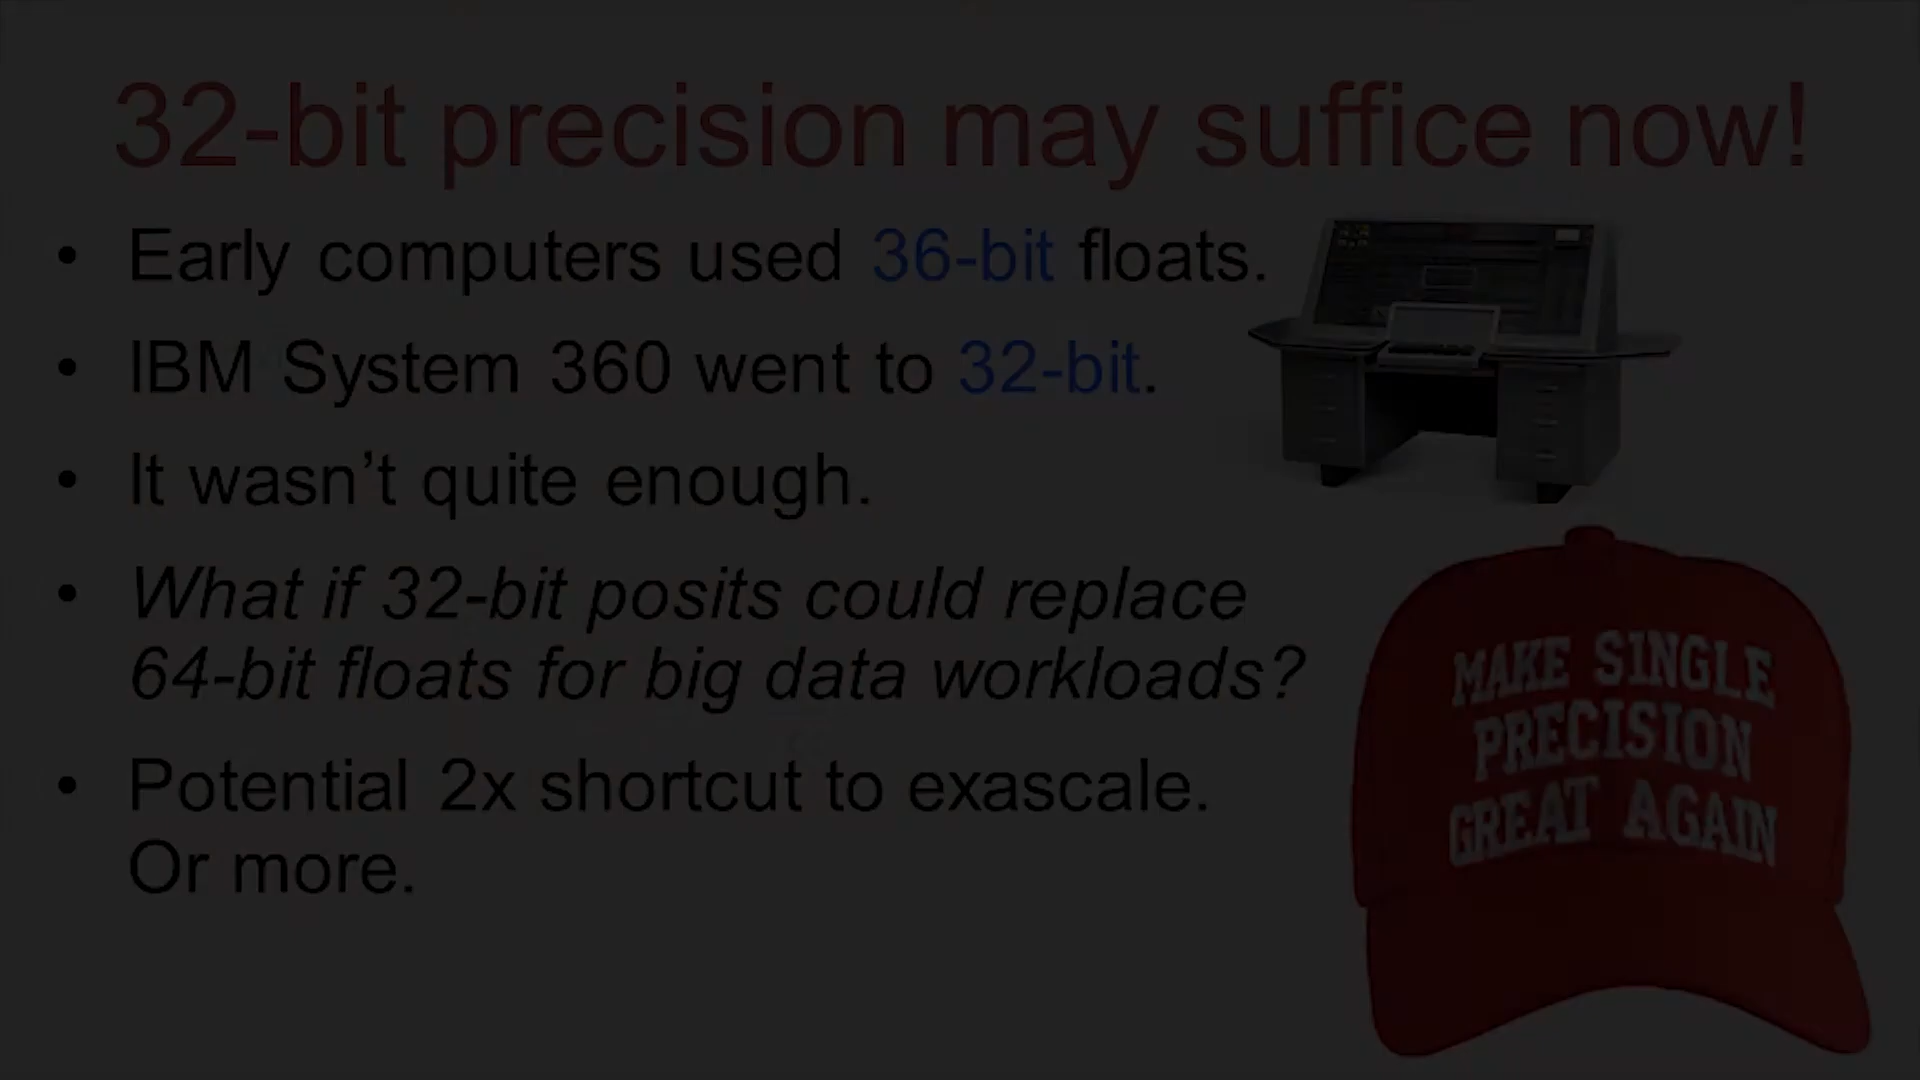 32-bit precision may suffice now!
• Early computers used 36-bit floats.
• IBM System 360 went to 32-bit.
• It wasn’t quite enough.
• What if 32-bit posits could replace
64-bit floats for big data workloads?
• Potential 2x shortcut to exascale.
Or more.
MAKE SINGLE
PRECISION
GREAT AGAIN